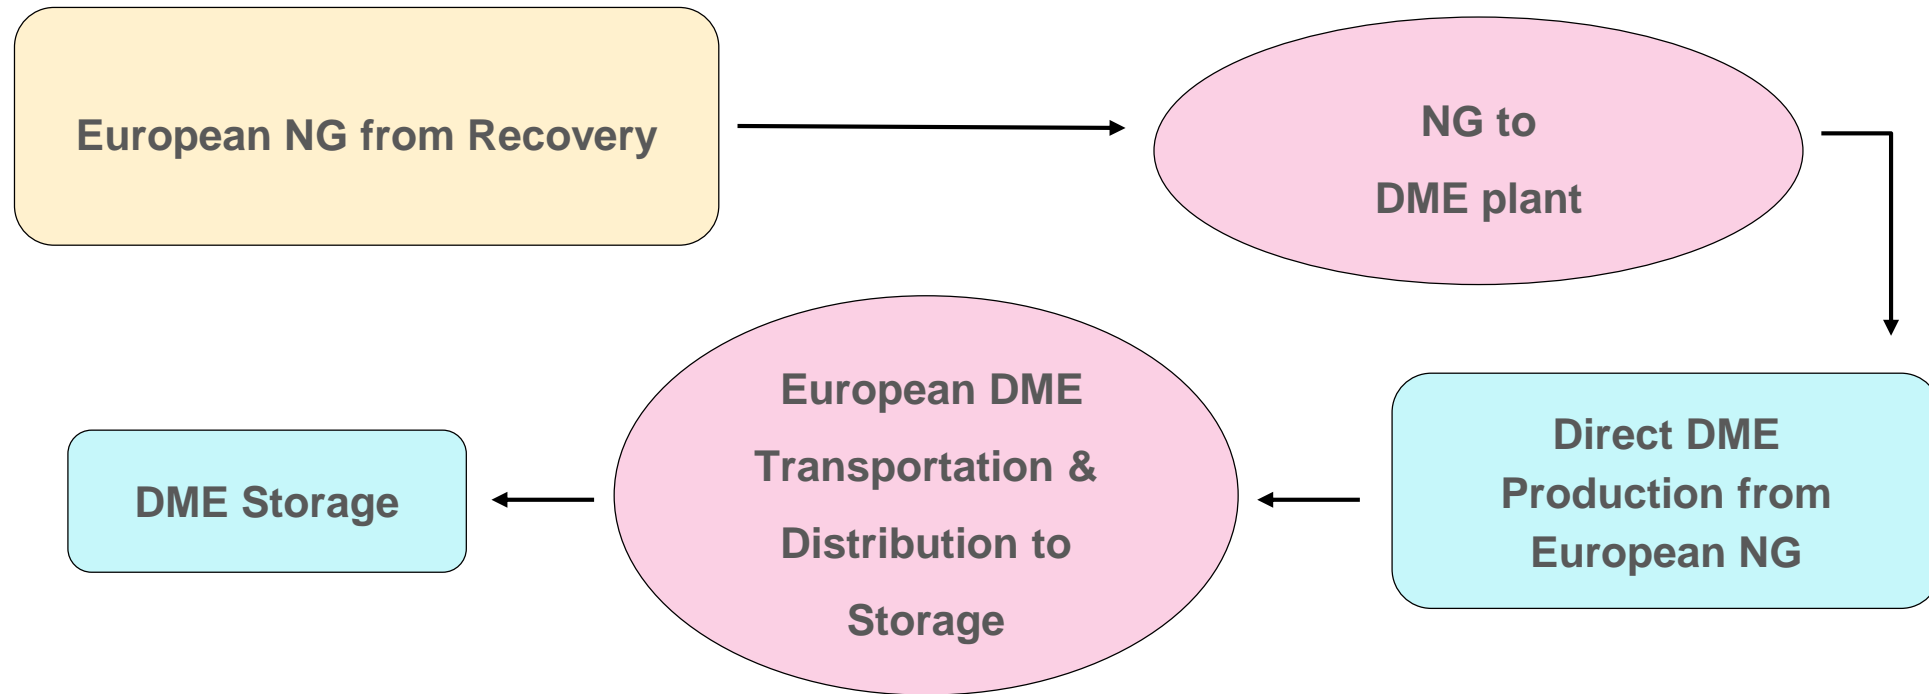 European NG from Recovery
NG to
DME plant
Direct DME
Production from
European NG
European DME
Transportation &
Distribution to
Storage
DME Storage